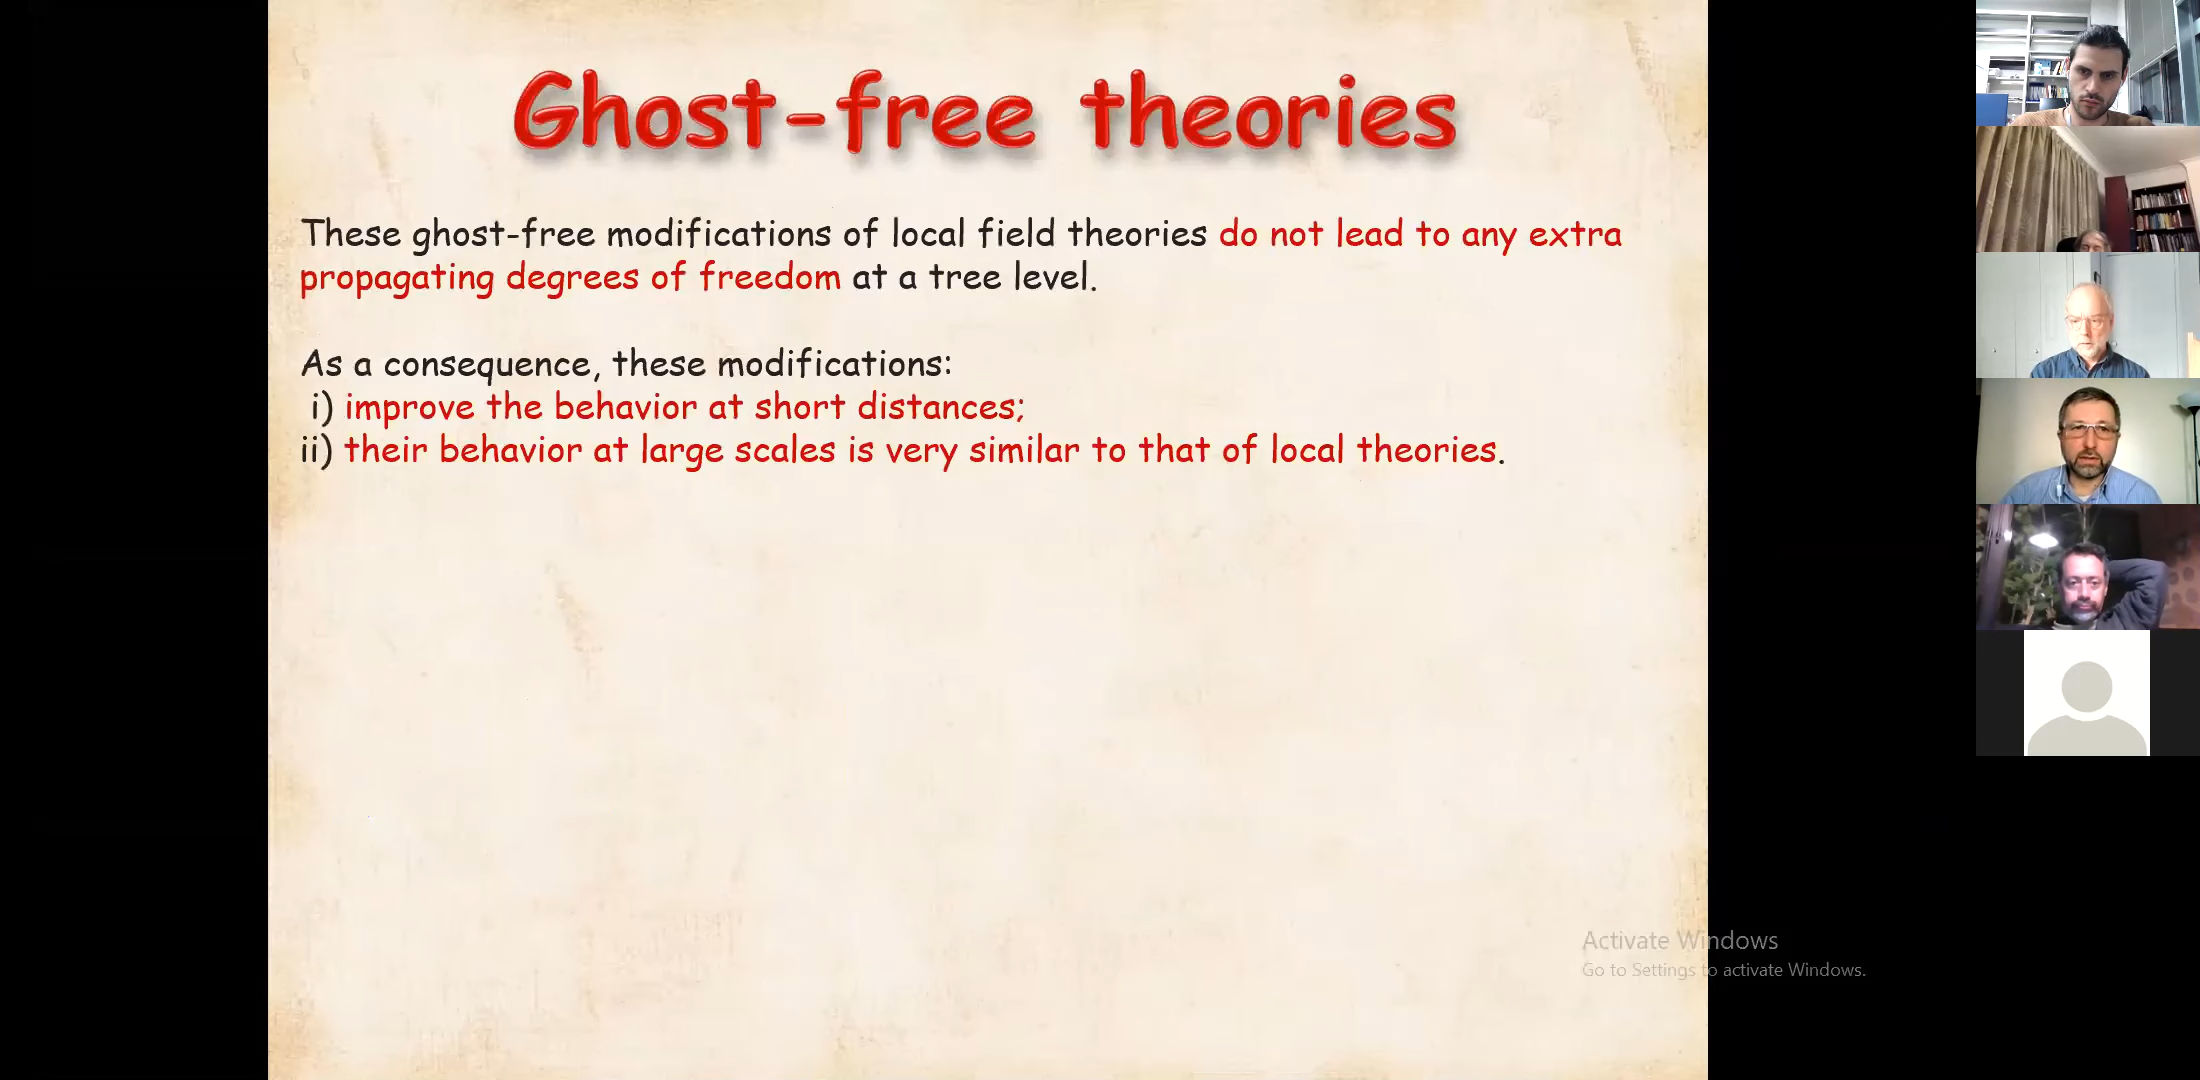 Ghost-free theories
These ghost-free modifications of local field theories do not lead to any extra
propagating degrees of freedom at a tree level.
As a consequence, these modifications:
i) improve the behavior at short distances;
ii) their behavior at large scales is very similar to that of local theories.
Activate Windows
Go to Settings to activate Windows.